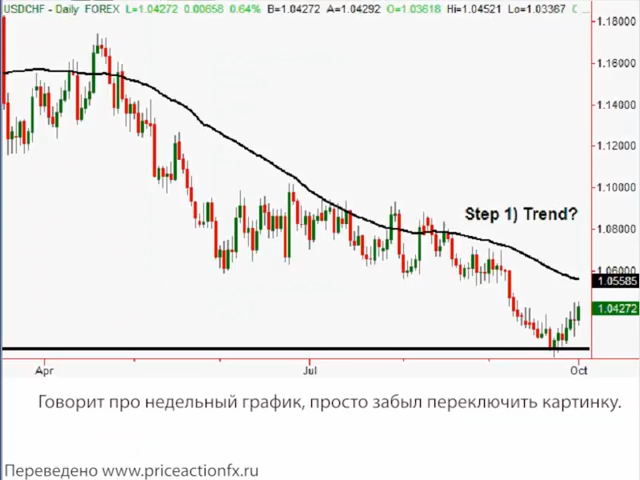 USDCHF - Daily FOREX L=1.04272 0.00658 0.64% B=1.04272 A=1.04292 O=1.03618 Hi=1.04521 Lo=1.03367
1.18000
1.16000
1.14000
1.12000
1.10000
Step 1) Trend?
1.08000
1.06000
1.05585
1.04272
Apr Jul Oct
Говорит про недельный график, просто забыл переключить картинку.
Переведено www.priceactionfx.ru